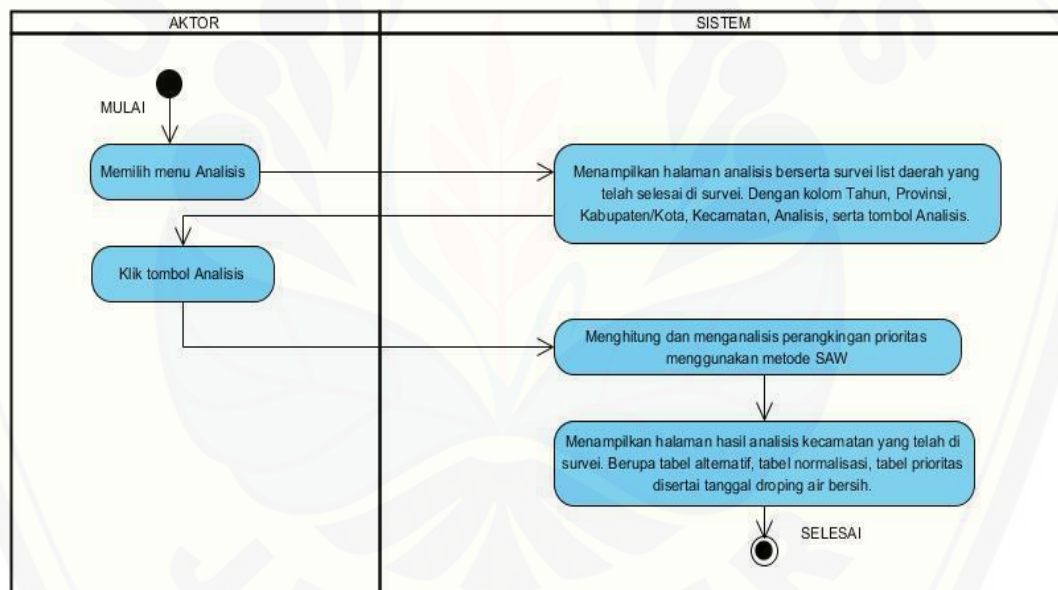 AKTOR
SISTEM
MULAI
Memilih menu Analisis
Menampilkan halaman analisis berserta survei list daerah yang
telah selesai di survei. Dengan kolom Tahun, Provinsi,
Kabupaten/Kota, Kecamatan, Analisis, serta tombol Analisis.
Klik tombol Analisis
Menghitung dan menganalisis perangkingan prioritas
menggunakan metode SAW
Menampilkan halaman hasil analisis kecamatan yang telah di
survei. Berupa tabel alternatif, tabel normalisasi, tabel prioritas
disertai tanggal droping air bersih.
SELESAI